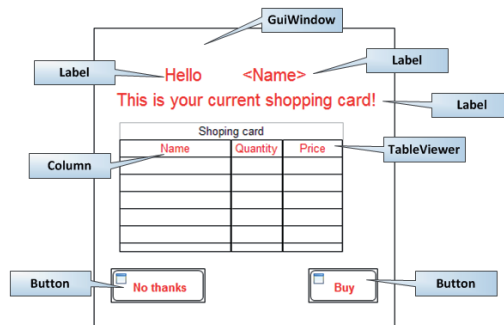 GuiWindow
Label
Hello <Name>
Label
This is your current shopping card!
Label
Shoping card
Name Quantity Price
TableViewer
Column
Button
No thanks
Buy
Button